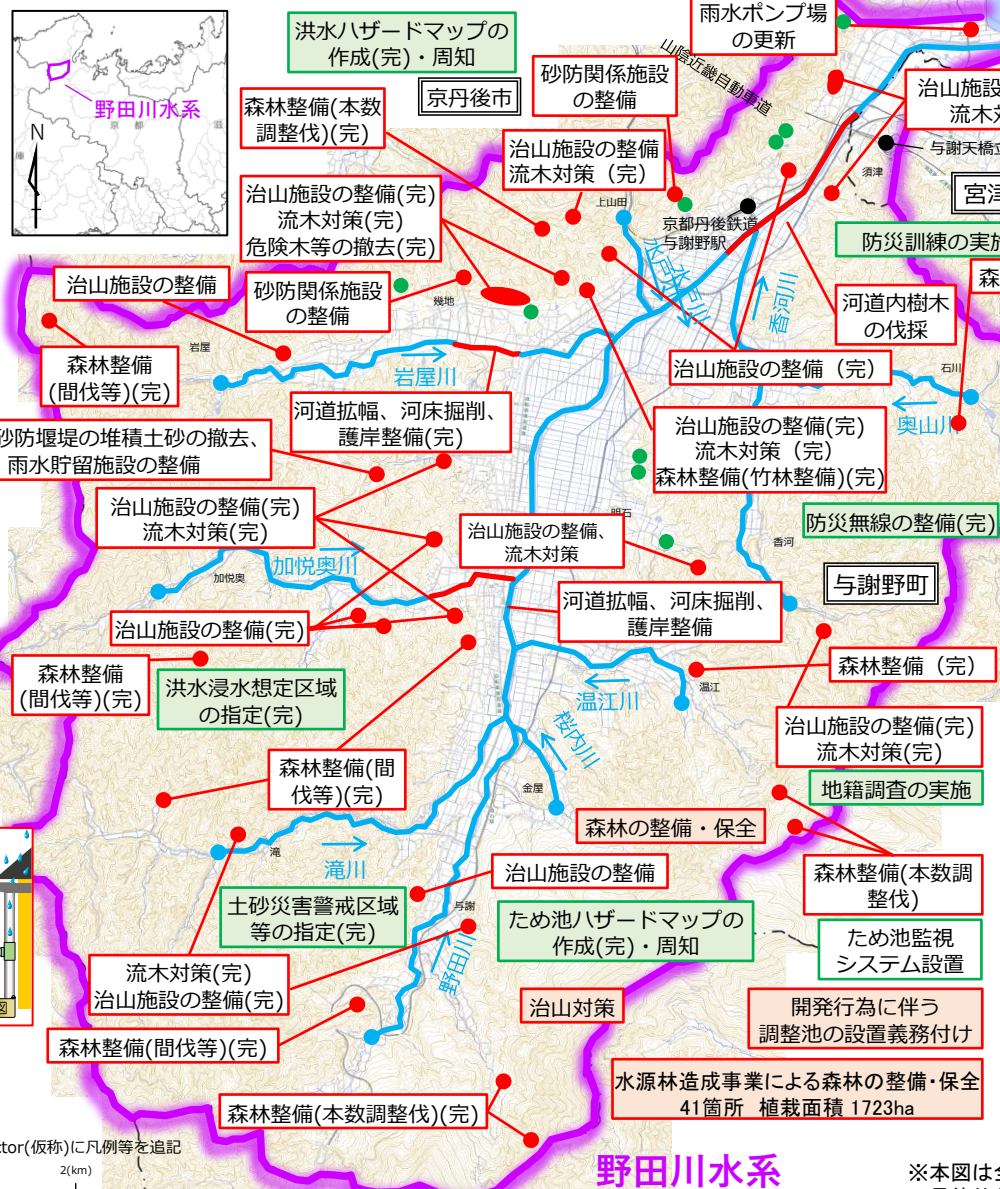 雨水ポンプ場
の更新
洪水ハザードマップの
作成(完)・周知
京丹後市
野田川水系
N
森林整備(本数
調整伐)(完)
砂防関係施設
の整備
山陰近畿自動車道
治山施設の整備
流木対策（完）
治山施設の整備(完)
流木対策(完)
危険木等の撤去(完)
上山田
京都丹後鉄道
与謝野駅
須津
与謝天橋立
治山施設
流木対
宮津
防災訓練の実施
森
治山施設の整備
砂防関係施設
の整備
幾地
水戸川
香河川
河道内樹木
の伐採
岩屋
森林整備
(間伐等)(完)
岩屋川
治山施設の整備（完）
石川
奥山川
河道拡幅、河床掘削、
護岸整備(完)
治山施設の整備(完)
流木対策（完）
森林整備(竹林整備)(完)
砂防堰堤の堆積土砂の撤去、
雨水貯留施設の整備
治山施設の整備(完)
流木対策(完)
治山施設の整備、
流木対策
明石
防災無線の整備(完)
香河
加悦奥川
加悦奥
与謝野町
河道拡幅、河床掘削、
護岸整備
治山施設の整備(完)
森林整備
(間伐等)(完)
洪水浸水想定区域
の指定(完)
森林整備（完）
温江
温江川
桜内川
治山施設の整備(完)
流木対策(完)
森林整備(間
伐等)(完)
金屋
地籍調査の実施
森林の整備・保全
滝
滝川
治山施設の整備
森林整備(本数調
整伐)
土砂災害警戒区域
等の指定(完)
与謝
ため池ハザードマップの
作成(完)・周知
ため池監視
システム設置
野田川
流木対策(完)
治山施設の整備(完)
治山対策
開発行為に伴う
調整池の設置義務付け
図
森林整備(間伐等)(完)
水源林造成事業による森林の整備・保全
41箇所 植栽面積 1723ha
森林整備(本数調整伐)(完)
ctor(仮称)に凡例等を追記
2(km)
野田川水系
※本図は全